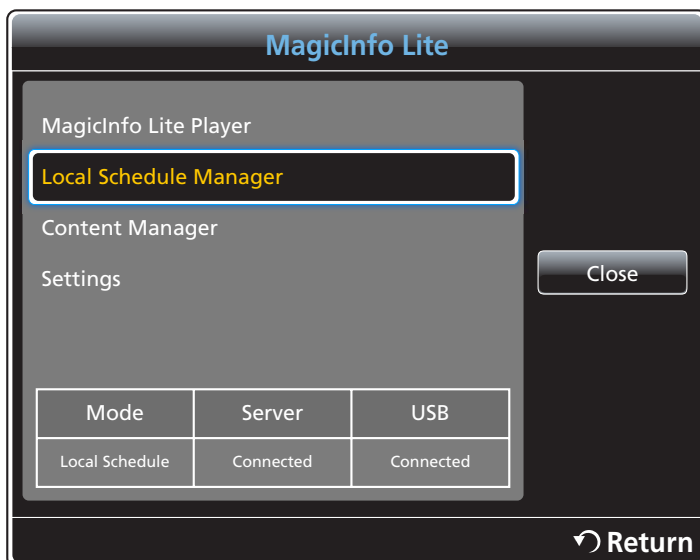 MagicInfo Lite
MagicInfo Lite Player
Local Schedule Manager
Content Manager
Settings
Close
Mode Server USB
Local Schedule Connected Connected
Return